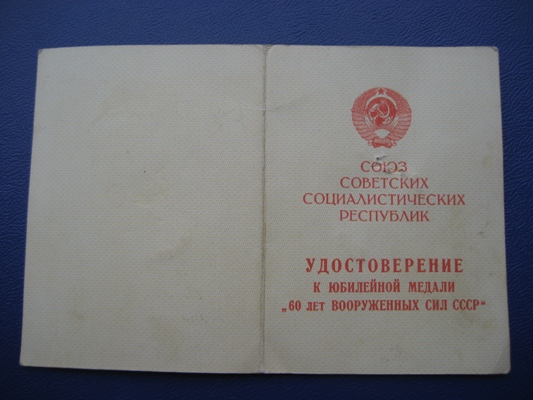 СОЮЗ
СОВЕТСКИХ
СОЦИАЛИСТИЧЕСКИХ
РЕСПУБЛИК
УДОСТОВЕРЕНИЕ
К ЮБИЛЕЙНОЙ МЕДАЛИ
„60 лет ВООРУЖЕННЫХ СИЛ СССР“